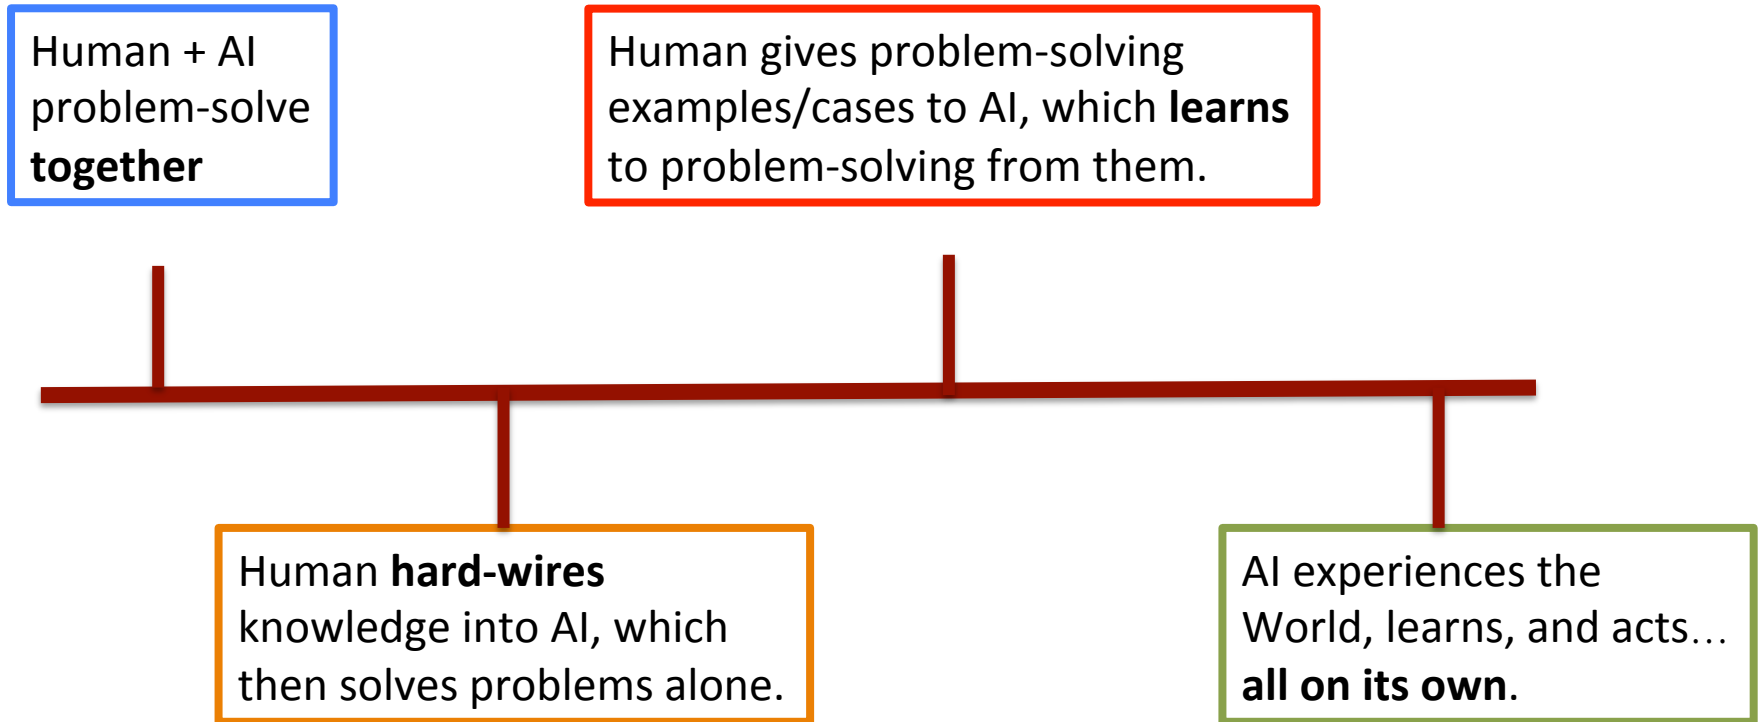 Human + AI
problem-solve
together
Human gives problem-solving
examples/cases to AI, which learns
to problem-solving from them.
Human hard-wires
knowledge into AI, which
then solves problems alone.
AI experiences the
World, learns, and acts…
all on its own.